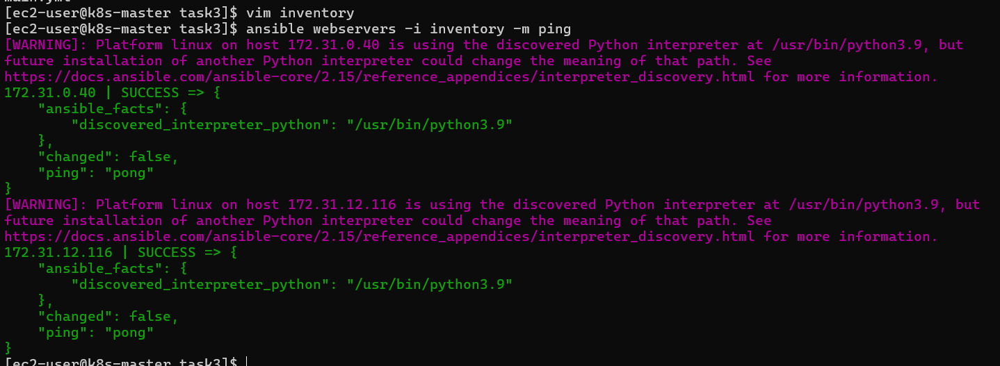 main.yml
[ec2-user@k8s-master task3]$ vim inventory
[ec2-user@k8s-master task3]$ ansible webservers -i inventory -m ping
[WARNING]: Platform linux on host 172.31.0.40 is using the discovered Python interpreter at /usr/bin/python3.9, but
future installation of another Python interpreter could change the meaning of that path. See
https://docs.ansible.com/ansible-core/2.15/reference_appendices/interpreter_discovery.html for more information.
172.31.0.40 | SUCCESS => {
    "ansible_facts": {
        "discovered_interpreter_python": "/usr/bin/python3.9"
    },
    "changed": false,
    "ping": "pong"
}
[WARNING]: Platform linux on host 172.31.12.116 is using the discovered Python interpreter at /usr/bin/python3.9, but
future installation of another Python interpreter could change the meaning of that path. See
https://docs.ansible.com/ansible-core/2.15/reference_appendices/interpreter_discovery.html for more information.
172.31.12.116 | SUCCESS => {
    "ansible_facts": {
        "discovered_interpreter_python": "/usr/bin/python3.9"
    },
    "changed": false,
    "ping": "pong"
}
[ec2-user@k8s-master task3]$